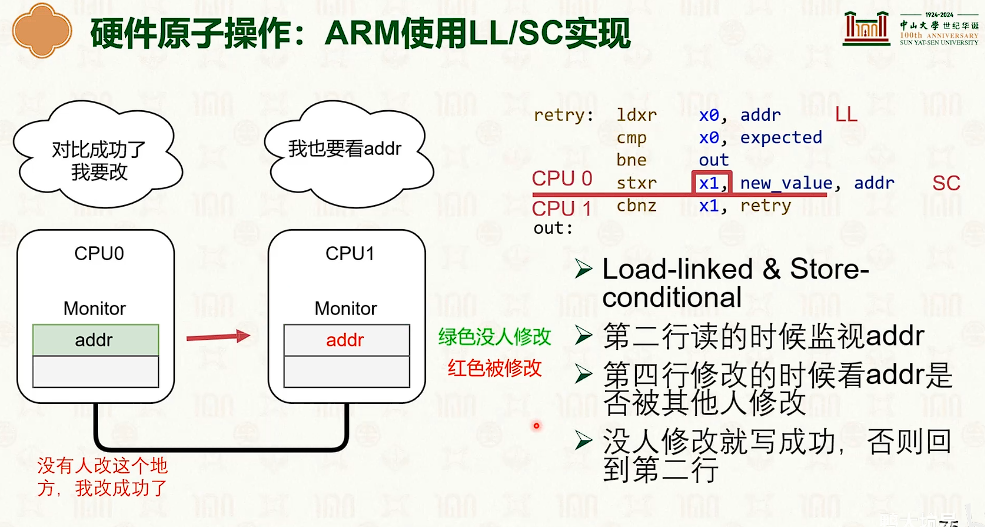 硬件原子操作：ARM使用LL/SC实现
1924-2024
中山大學 世纪华诞
100th ANNIVERSARY
SUN YAT-SEN UNIVERSITY
对比成功了
我要改
我也要看addr
CPU0
Monitor
addr
CPU1
Monitor
addr
绿色没人修改
红色被修改
没有人改这个地
方，我改成功了
retry: ldxr x0, addr LL
cmp x0, expected
bne out
CPU 0 stxr x1, new_value, addr SC
CPU 1 cbnz x1, retry
out:
➢ Load-linked & Store-
conditional
➢ 第二行读的时候监视addr
➢ 第四行修改的时候看addr是
否被其他人修改
➢ 没人修改就写成功，否则回
到第二行